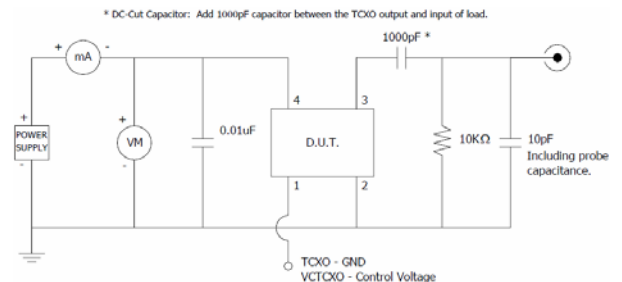 * DC-Cut Capacitor: Add 1000pF capacitor between the TCXO output and input of load.
1000pF *
+
-
mA
4
3
+
POWER
SUPPLY
-
+
VM
-
0.01uF
D.U.T.
10KΩ
10pF
Including probe
capacitance.
1
2
TCXO - GND
VCTCXO - Control Voltage